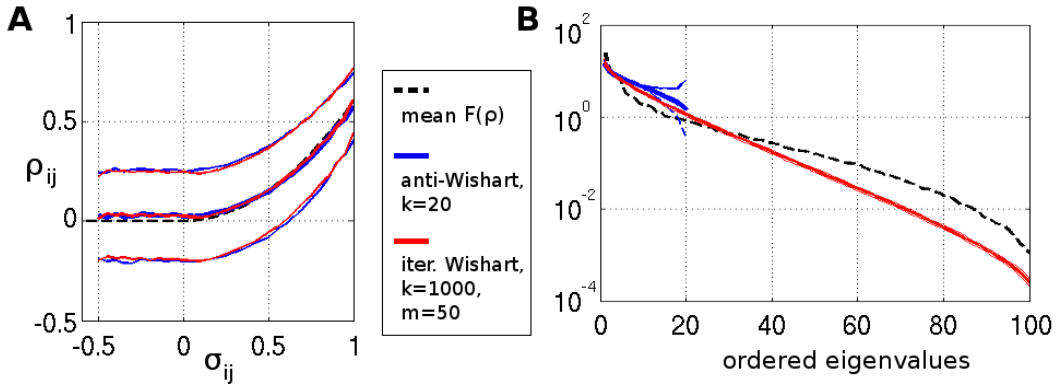 A
1
0.5
0
-0.5
ρij
-0.5
0
0.5
1
σij
mean F(ρ)
anti-Wishart,
k=20
iter. Wishart,
k=1000,
m=50
B
10^2
10^0
10^-2
10^-4
0
20
40
60
80
100
ordered eigenvalues